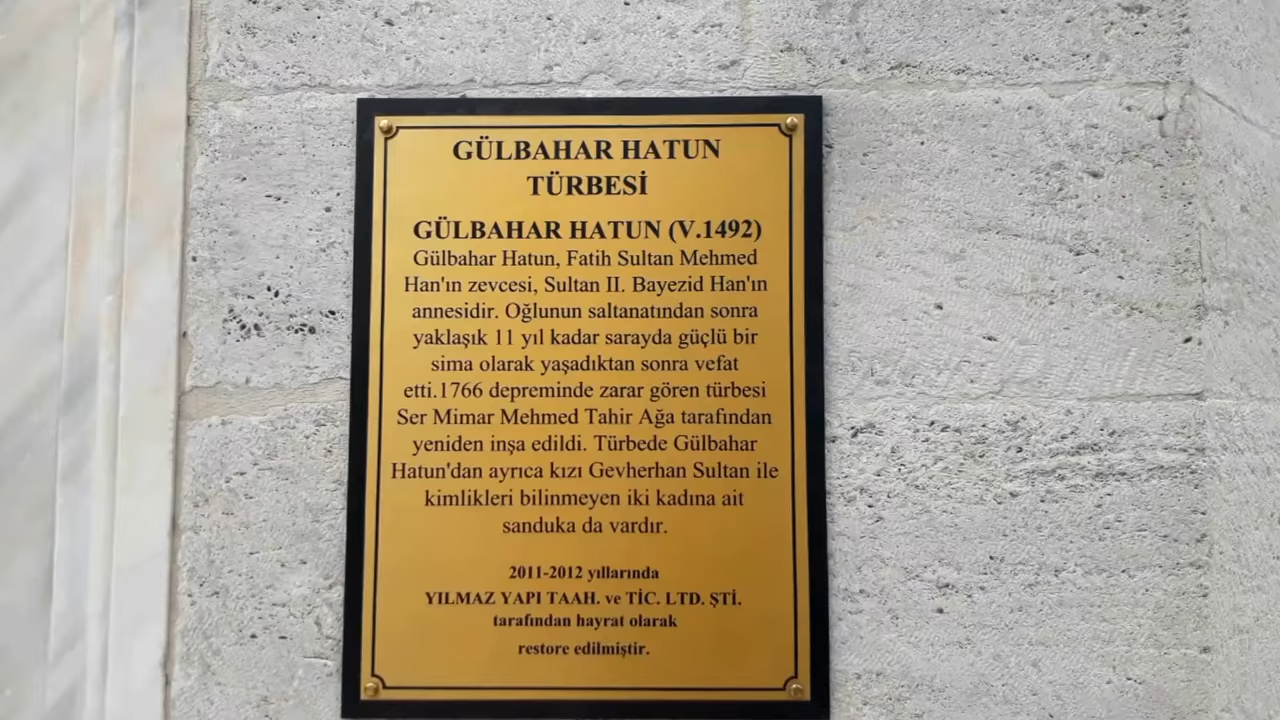 GÜLBAHAR HATUN
TÜRBESİ
GÜLBAHAR HATUN (V.1492)
Gülbahar Hatun, Fatih Sultan Mehmed
Han'ın zevcesi, Sultan II. Bayezid Han'ın
annesidir. Oğlunun saltanatından sonra
yaklaşık 11 yıl kadar sarayda güçlü bir
sima olarak yaşadıktan sonra vefat
etti.1766 depreminde zarar gören türbesi
Ser Mimar Mehmed Tahir Ağa tarafından
yeniden inşa edildi. Türbede Gülbahar
Hatun'dan ayrıca kızı Gevherhan Sultan ile
kimlikleri bilinmeyen iki kadına ait
sanduka da vardır.
2011-2012 yıllarında
YILMAZ YAPI TAAH. ve TİC. LTD. ŞTİ.
tarafından hayrat olarak
restore edilmiştir.